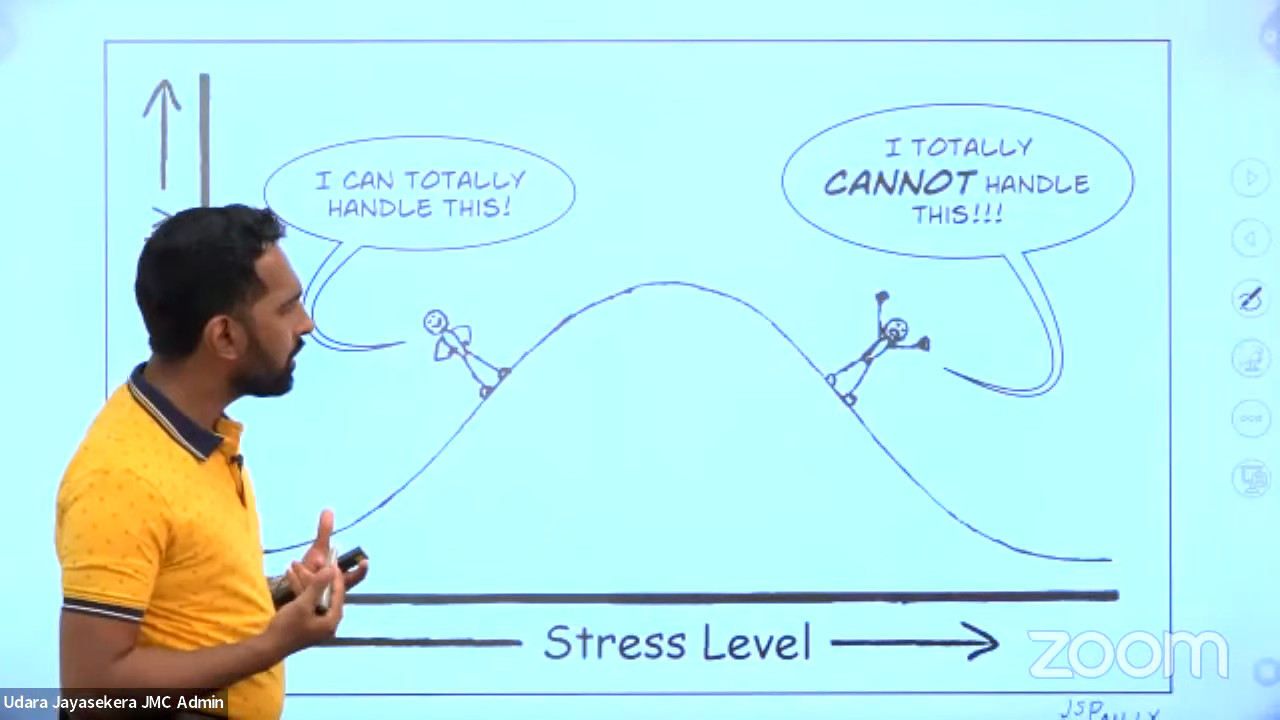 I CAN TOTALLY
HANDLE THIS!
I TOTALLY
CANNOT HANDLE
THIS!!!
Stress Level
zoom
Udara Jayasekera JMC Admin